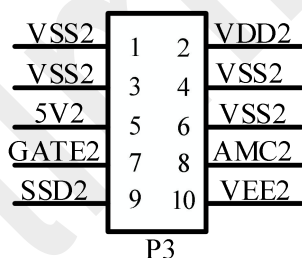 VSS2 1 2 VDD2
VSS2 3 4 VSS2
5V2 5 6 VSS2
GATE2 7 8 AMC2
SSD2 9 10 VEE2
P3